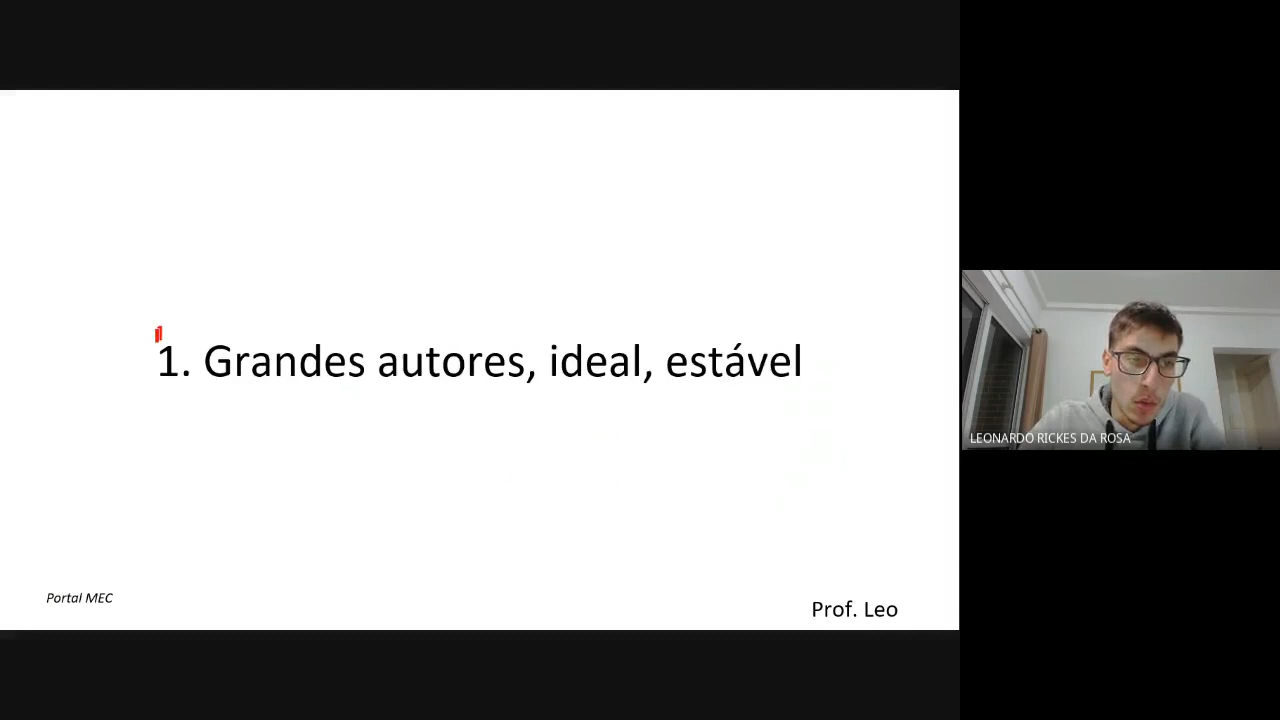 1. Grandes autores, ideal, estável
Portal MEC
Prof. Leo
LEONARDO RICKES DA ROSA